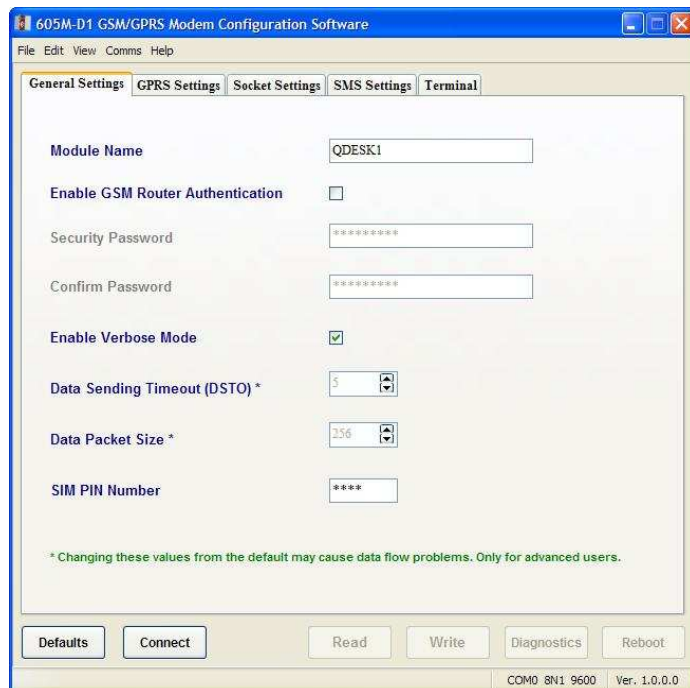 605M-D1 GSM/GPRS Modem Configuration Software
File Edit View Comms Help
General Settings GPRS Settings Socket Settings SMS Settings Terminal
Module Name QDESK1
Enable GSM Router Authentication
Security Password *********
Confirm Password *********
Enable Verbose Mode
Data Sending Timeout (DSTO) * 5
Data Packet Size * 256
SIM PIN Number ****
* Changing these values from the default may cause data flow problems. Only for advanced users.
Defaults Connect Read Write Diagnostics Reboot
COM0 8N1 9600 Ver. 1.0.0.0